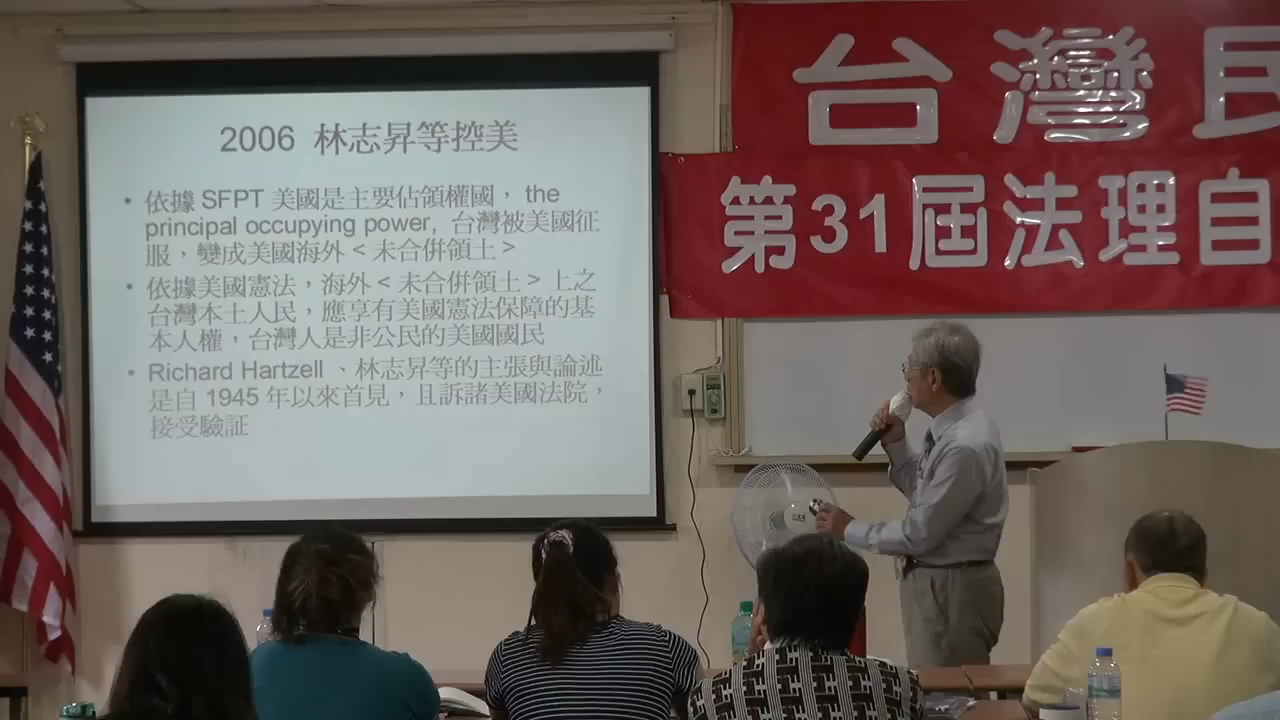 2006 林志昇等控美
• 依據 SFPT 美國是主要佔領權國， the
principal occupying power, 台灣被美國征
服，變成美國海外 < 未合併領土 >
• 依據美國憲法，海外 < 未合併領土 > 上之
台灣本土人民，應享有美國憲法保障的基
本人權，台灣人是非公民的美國國民
• Richard Hartzell 、林志昇等的主張與論述
是自 1945 年以來首見，且訴諸美國法院，
接受驗証
台灣民
第31屆法理自